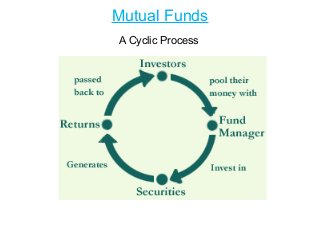 Mutual Funds
A Cyclic Process
Investors
passed
back to
pool their
money with
Returns
Fund
Manager
Generates
Invest in
Securities